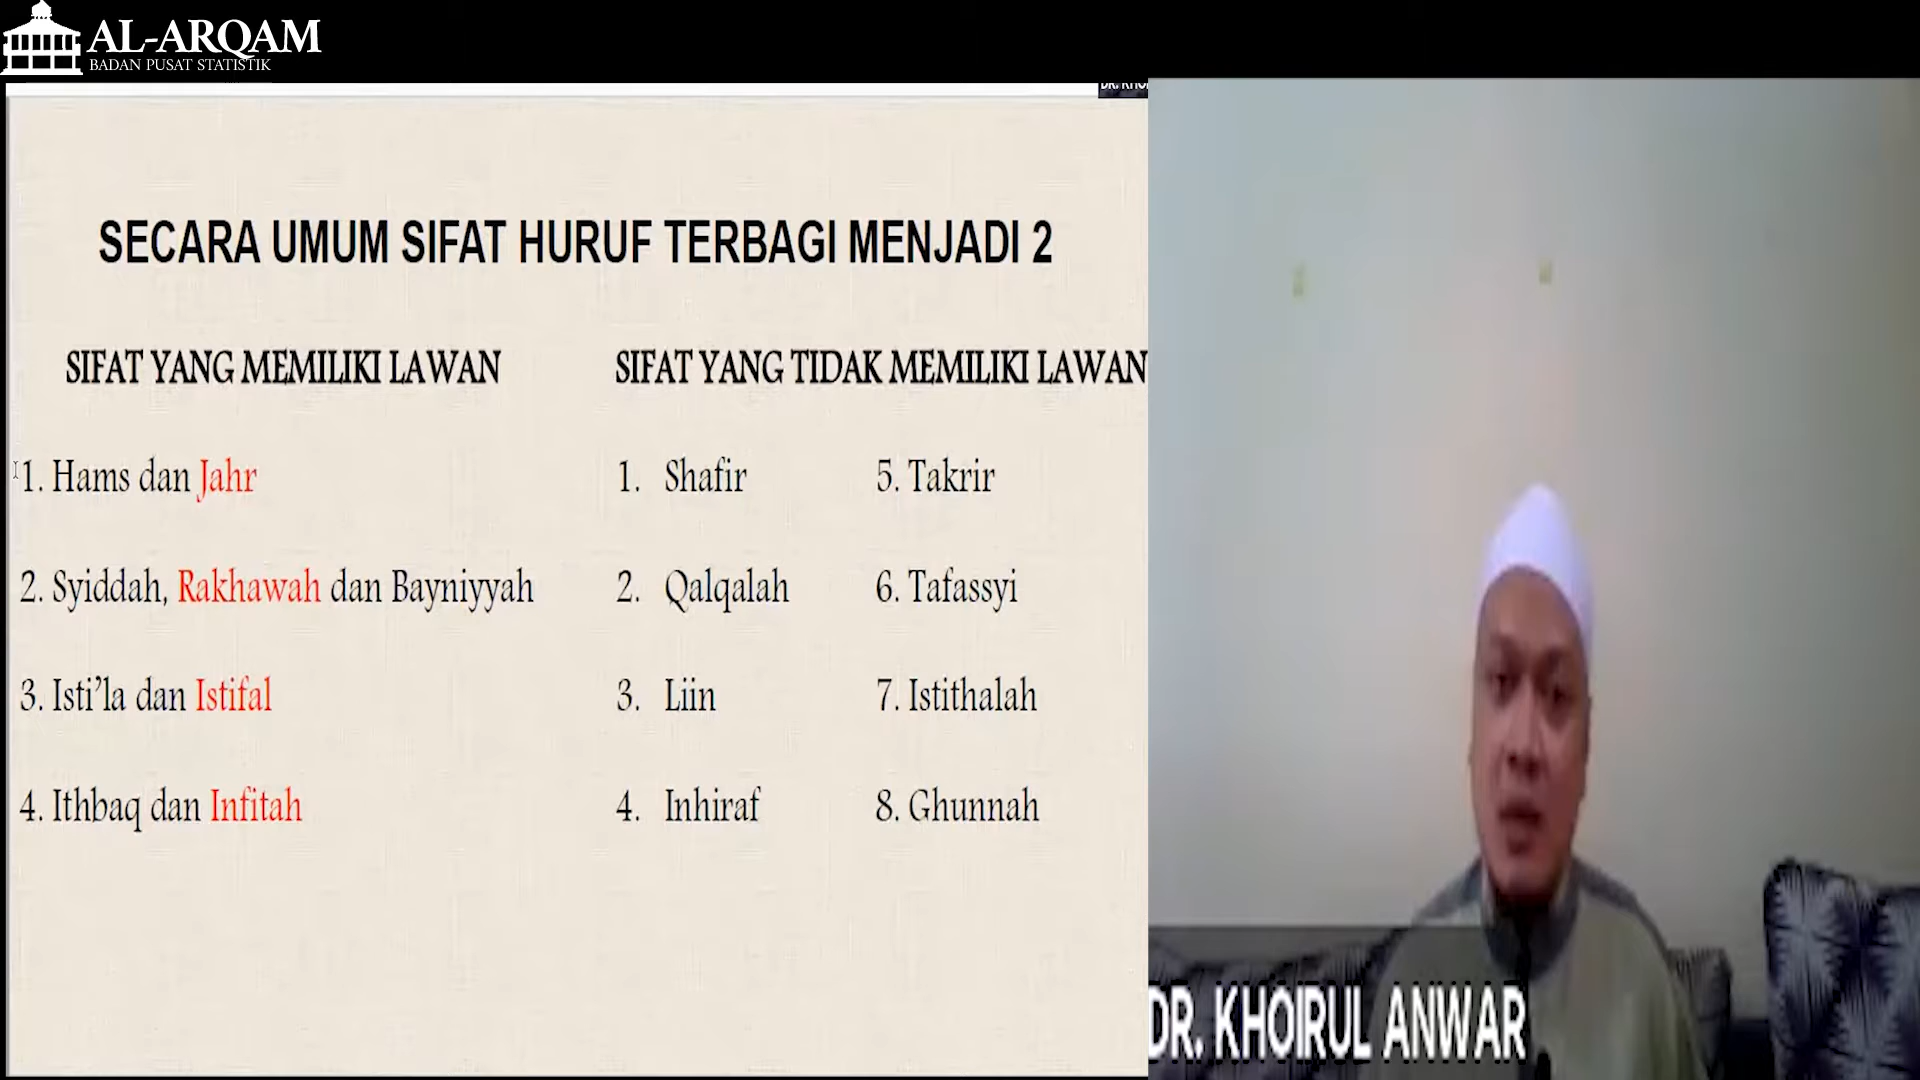 AL-ARQAM
BADAN PUSAT STATISTIK
SECARA UMUM SIFAT HURUF TERBAGI MENJADI 2
SIFAT YANG MEMILIKI LAWAN
1. Hams dan Jahr
2. Syiddah, Rakhawah dan Bayniyyah
3. Isti’la dan Istifal
4. Ithbaq dan Infitah
SIFAT YANG TIDAK MEMILIKI LAWAN
1. Shafir
2. Qalqalah
3. Liin
4. Inhiraf
5. Takrir
6. Tafassyi
7. Istithalah
8. Ghunnah
DR. KHOIRUL ANWAR